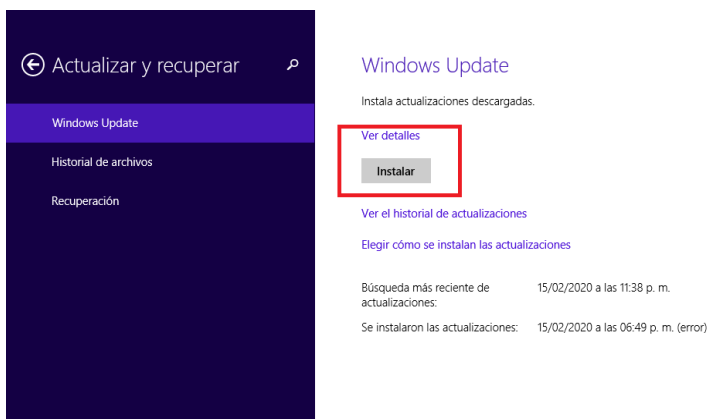 Actualizar y recuperar
Windows Update
Historial de archivos
Recuperación
Windows Update
Instala actualizaciones descargadas.
Ver detalles
Instalar
Ver el historial de actualizaciones
Elegir cómo se instalan las actualizaciones
Búsqueda más reciente de 15/02/2020 a las 11:38 p. m.
actualizaciones:
Se instalaron las actualizaciones: 15/02/2020 a las 06:49 p. m. (error)